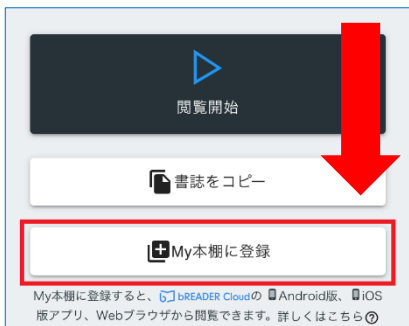 閲覧開始
書誌をコピー
My本棚に登録
My本棚に登録すると、bREADER Cloudの Android版、iOS
版アプリ、Webブラウザから閲覧できます。詳しくはこちら?